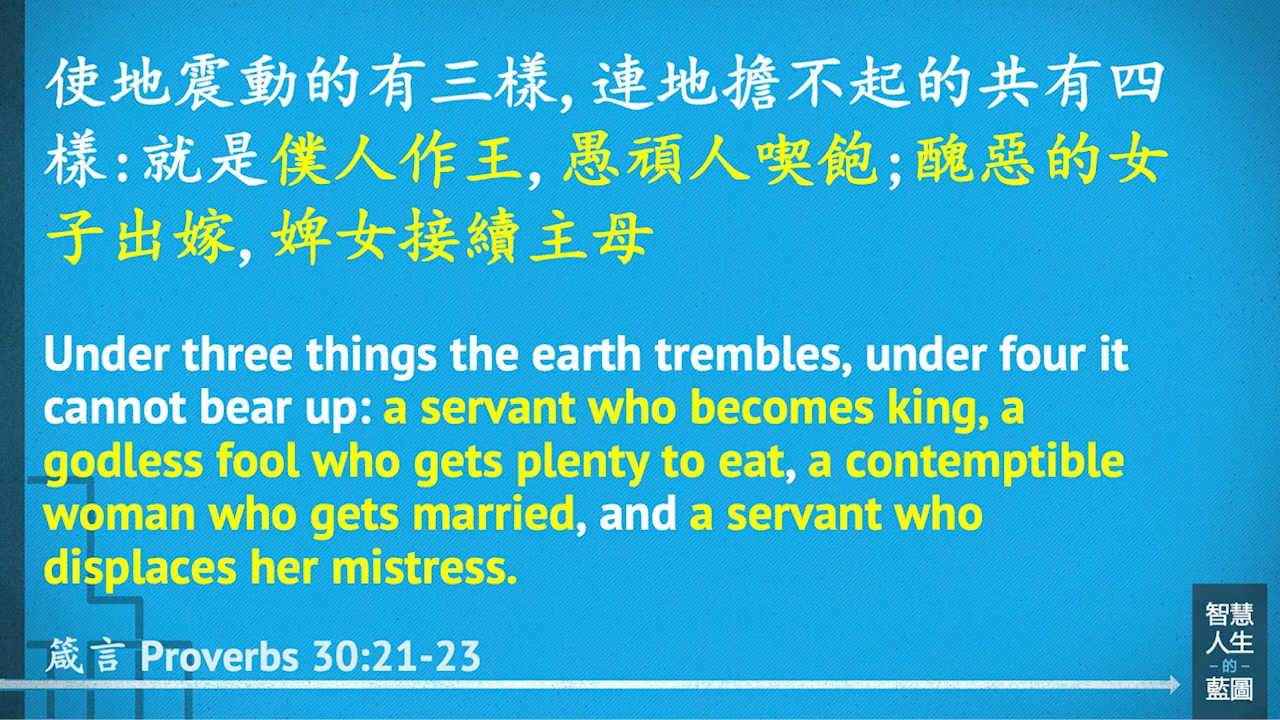 使地震動的有三樣,連地擔不起的共有四
樣:就是僕人作王,愚頑人喫飽;醜惡的女
子出嫁,婢女接續主母
Under three things the earth trembles, under four it
cannot bear up: a servant who becomes king, a
godless fool who gets plenty to eat, a contemptible
woman who gets married, and a servant who
displaces her mistress.
箴言 Proverbs 30:21-23
智慧
人生
-的-
藍圖